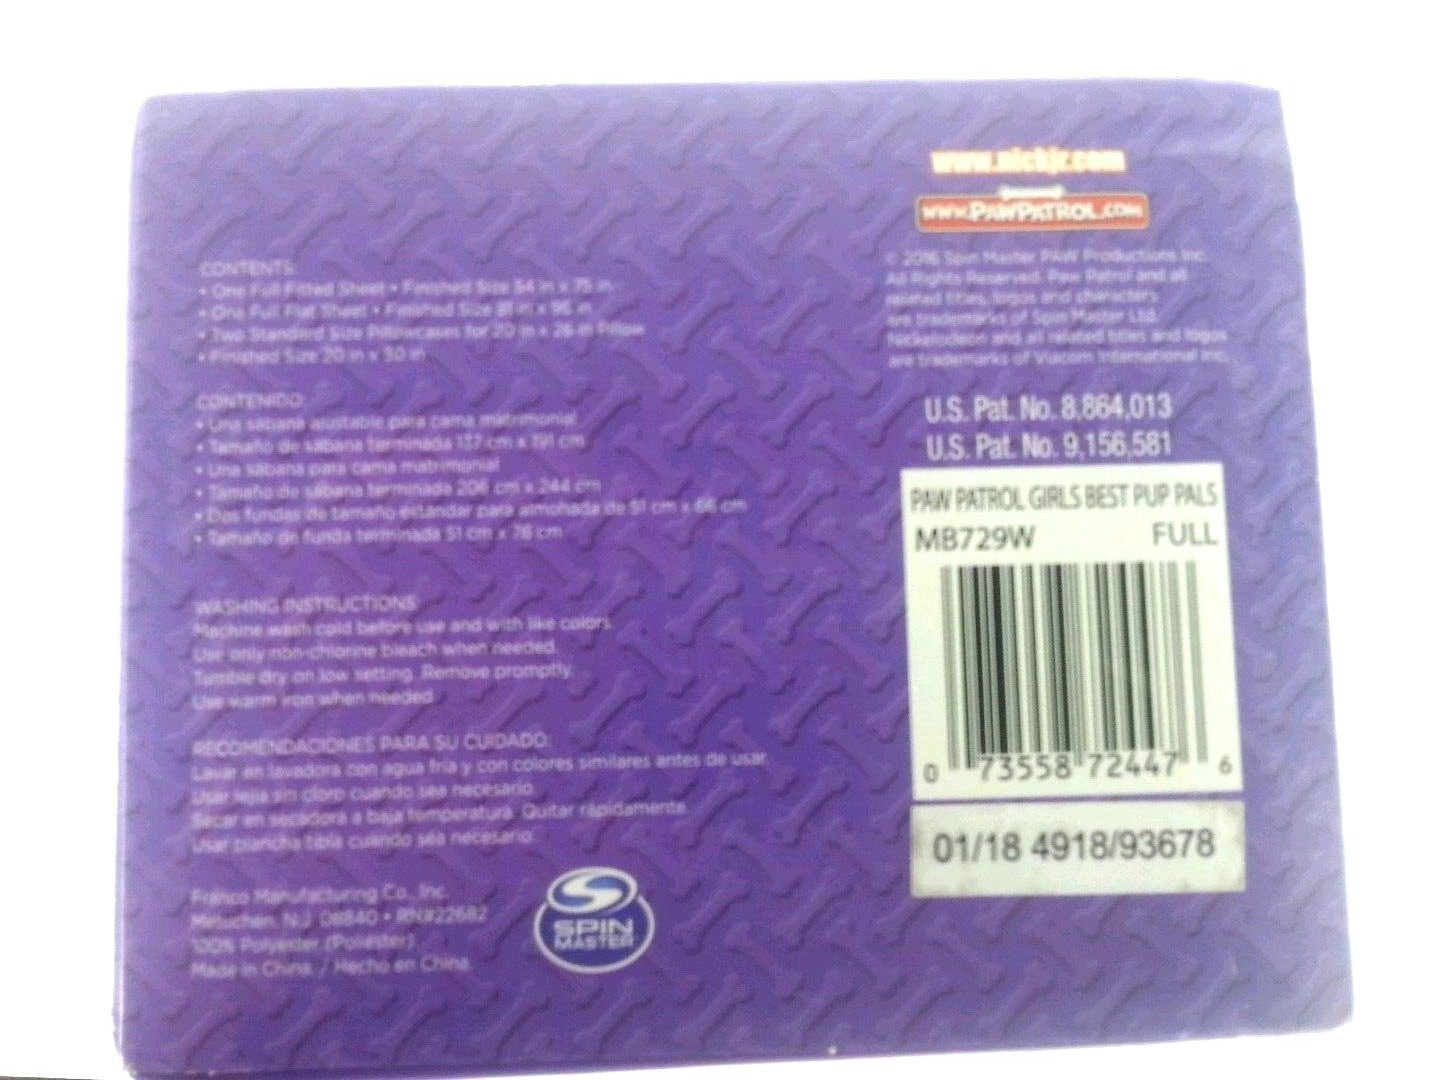 CONTENTS:
• One Full Fitted Sheet • Finished Size 54 in x 75 in
• One Full Flat Sheet • Finished Size 81 in x 96 in
• Two Standard Size Pillowcases for 20 in x 26 in Pillow
• Finished Size 20 in x 30 in
CONTENIDO:
• Una sábana ajustable para cama matrimonial
• Tamaño de sábana terminada 137 cm x 191 cm
• Una sábana para cama matrimonial
• Tamaño de sábana terminada 206 cm x 244 cm
• Dos fundas de tamaño estándar para almohada de 51 cm x 66 cm
• Tamaño de funda terminada 51 cm x 76 cm
WASHING INSTRUCTIONS:
Machine wash cold before use and with like colors.
Use only non-chlorine bleach when needed.
Tumble dry on low setting. Remove promptly.
Use warm iron when needed.
RECOMENDACIONES PARA SU CUIDADO:
Lavar en lavadora con agua fría y con colores similares antes de usar.
Usar lejía sin cloro cuando sea necesario.
Secar en secadora a baja temperatura. Quitar rápidamente.
Usar plancha tibia cuando sea necesario.
Franco Manufacturing Co., Inc.
Metuchen, N.J. 08840 • RN#22682
100% Polyester (Poliéster)
Made in China. / Hecho en China.
SPIN
MASTER
www.nickjr.com
www.PAWPATROL.com
© 2016 Spin Master PAW Productions Inc.
All Rights Reserved. Paw Patrol and all
related titles, logos and characters
are trademarks of Spin Master Ltd.
Nickelodeon and all related titles and logos
are trademarks of Viacom International Inc.
U.S. Pat. No. 8,864,013
U.S. Pat. No. 9,156,581
PAW PATROL GIRLS BEST PUP PALS
MB729W FULL
0 73558 72447 6
01/18 4918/93678